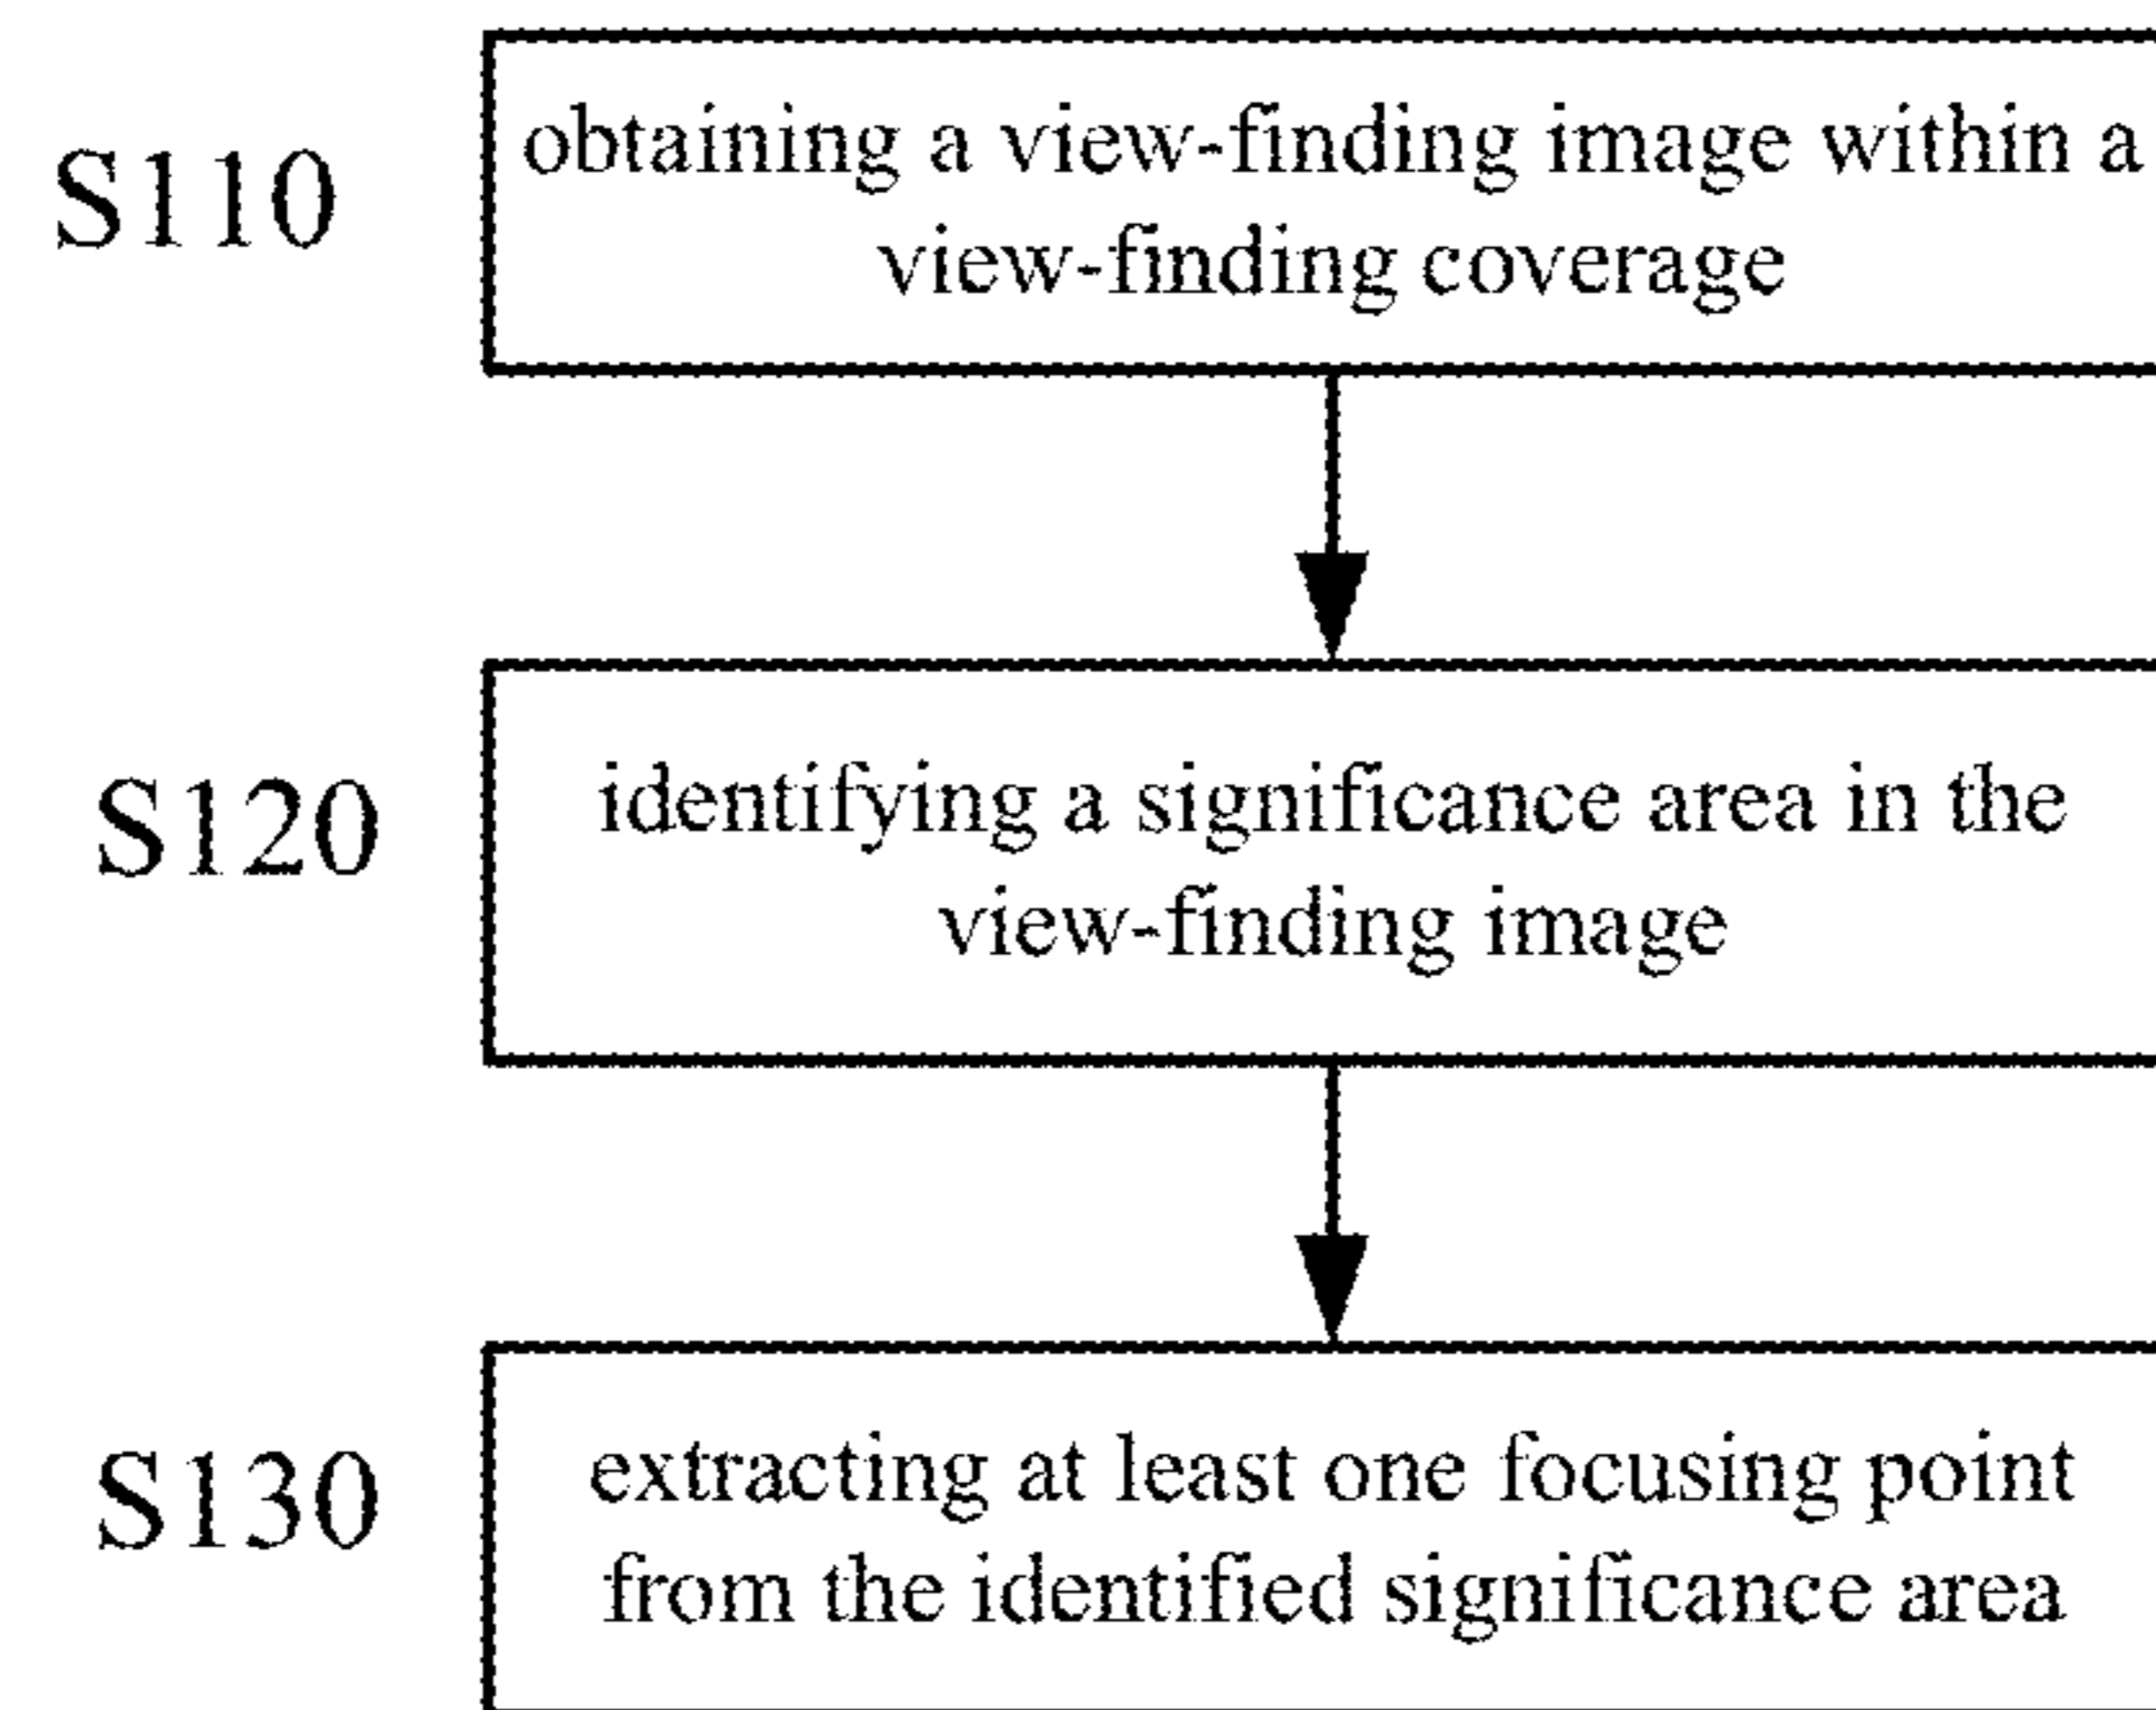 S110
obtaining a view-finding image within a
view-finding coverage
S120
identifying a significance area in the
view-finding image
S130
extracting at least one focusing point
from the identified significance area